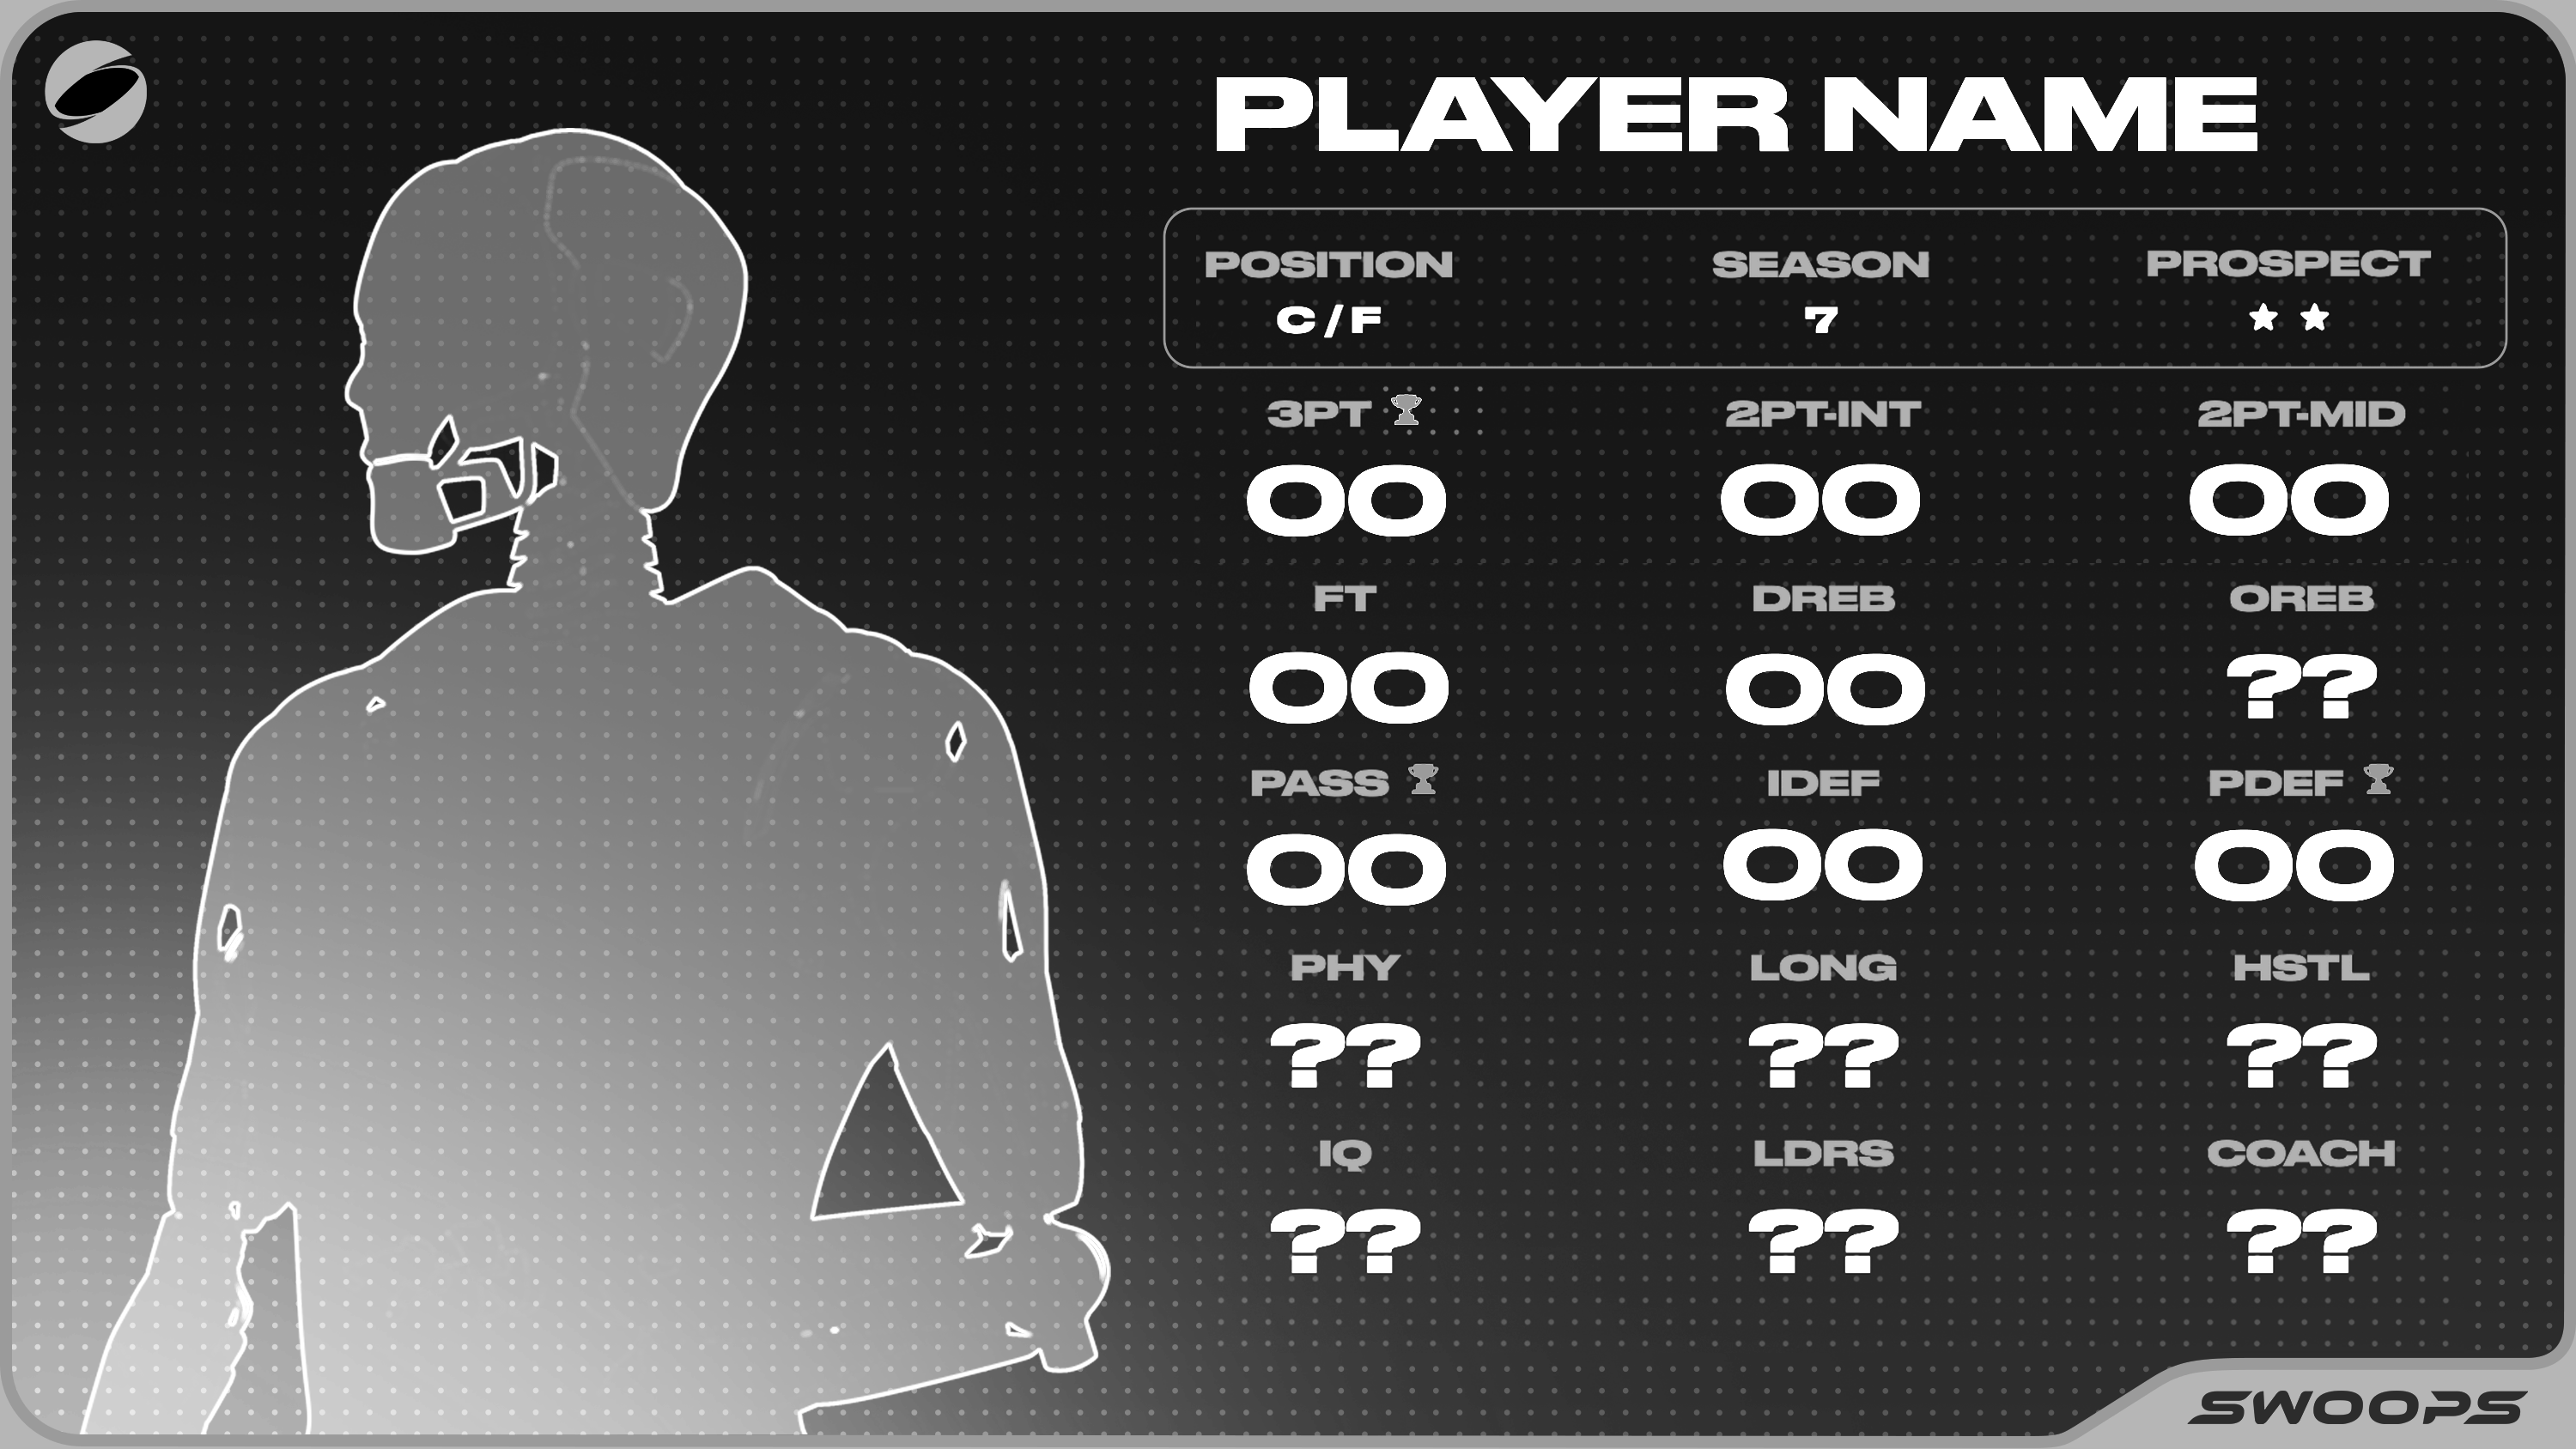 PLAYER NAME
POSITION SEASON PROSPECT
C / F 7
3PT 2PT-INT 2PT-MID
00 00 00
FT DREB OREB
00 00 ??
PASS IDEF PDEF
00 00 00
PHY LONG HSTL
?? ?? ??
IQ LDRS COACH
?? ?? ??
SWOOPS